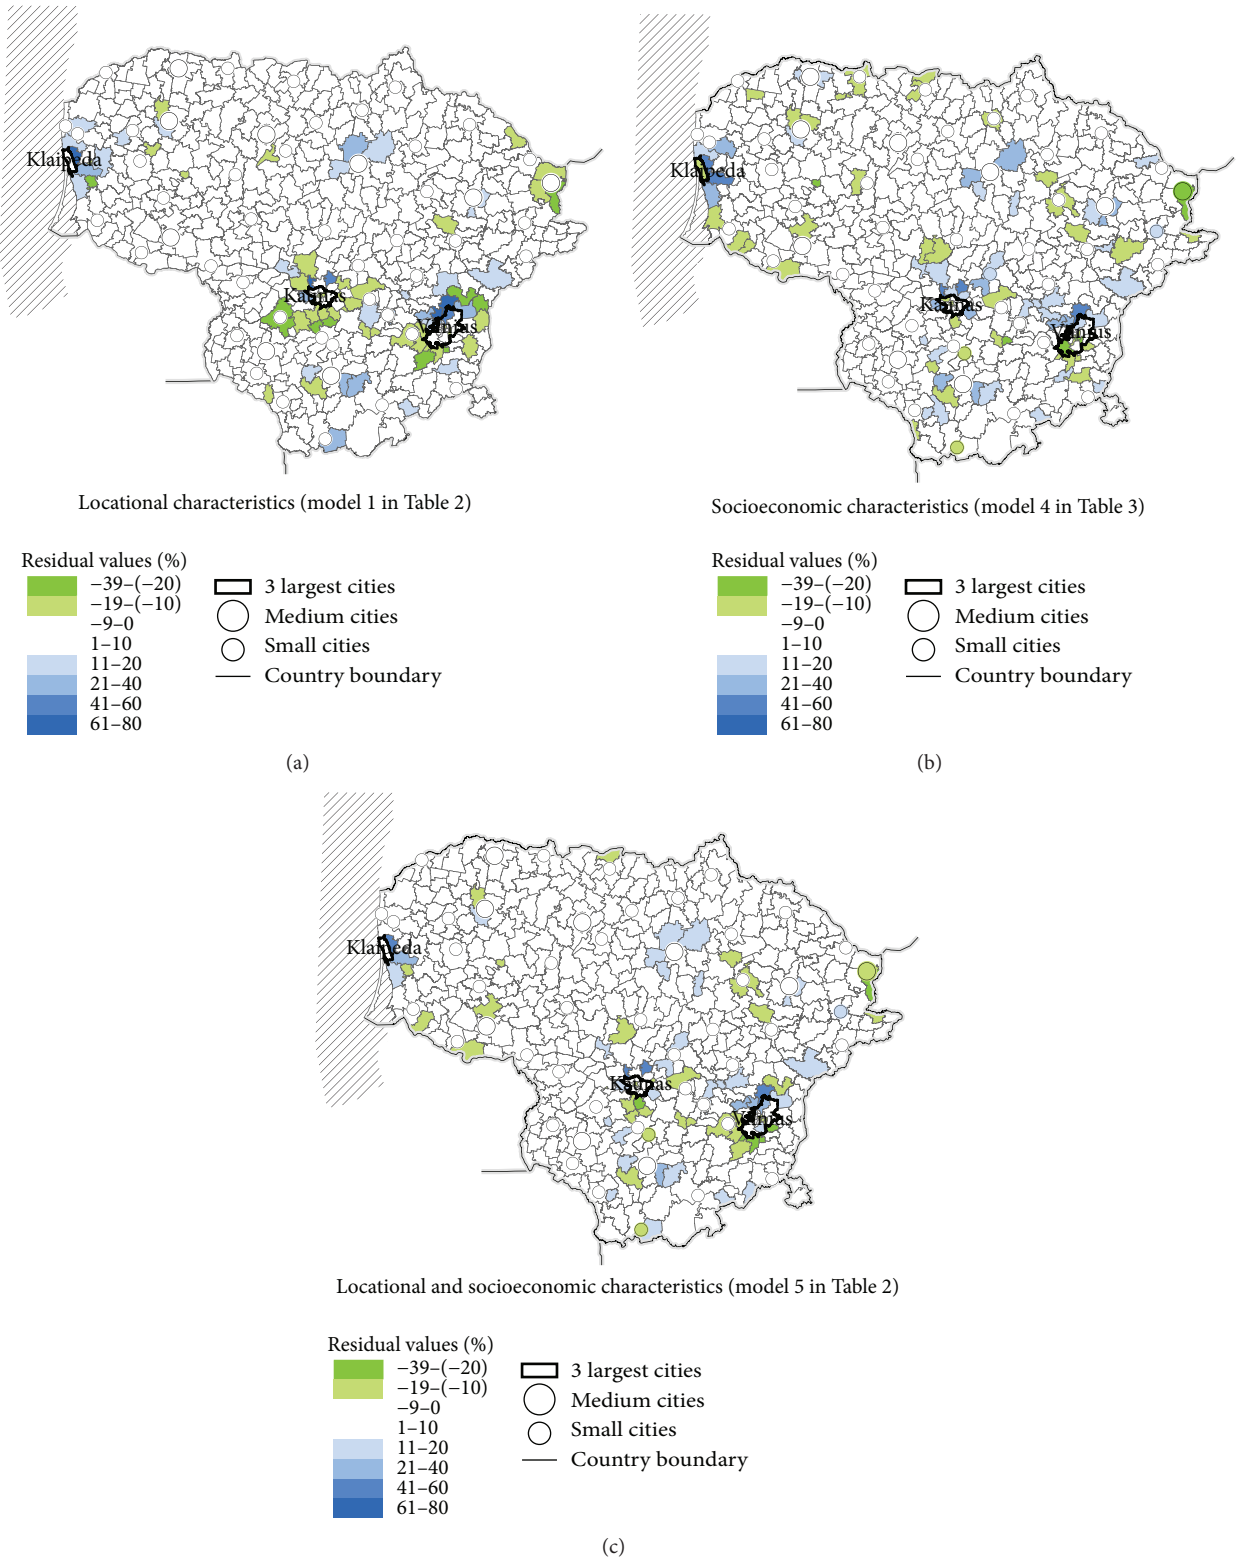 Klaipeda
Kaunas
Vilnius
Locational characteristics (model 1 in Table 2)
Residual values (%)
−39–(−20)
−19–(−10)
−9–0
1–10
11–20
21–40
41–60
61–80
3 largest cities
Medium cities
Small cities
Country boundary
(a)
Klaipeda
Kaunas
Vilnius
Socioeconomic characteristics (model 4 in Table 3)
Residual values (%)
−39–(−20)
−19–(−10)
−9–0
1–10
11–20
21–40
41–60
61–80
3 largest cities
Medium cities
Small cities
Country boundary
(b)
Klaipeda
Kaunas
Vilnius
Locational and socioeconomic characteristics (model 5 in Table 2)
Residual values (%)
−39–(−20)
−19–(−10)
−9–0
1–10
11–20
21–40
41–60
61–80
3 largest cities
Medium cities
Small cities
Country boundary
(c)